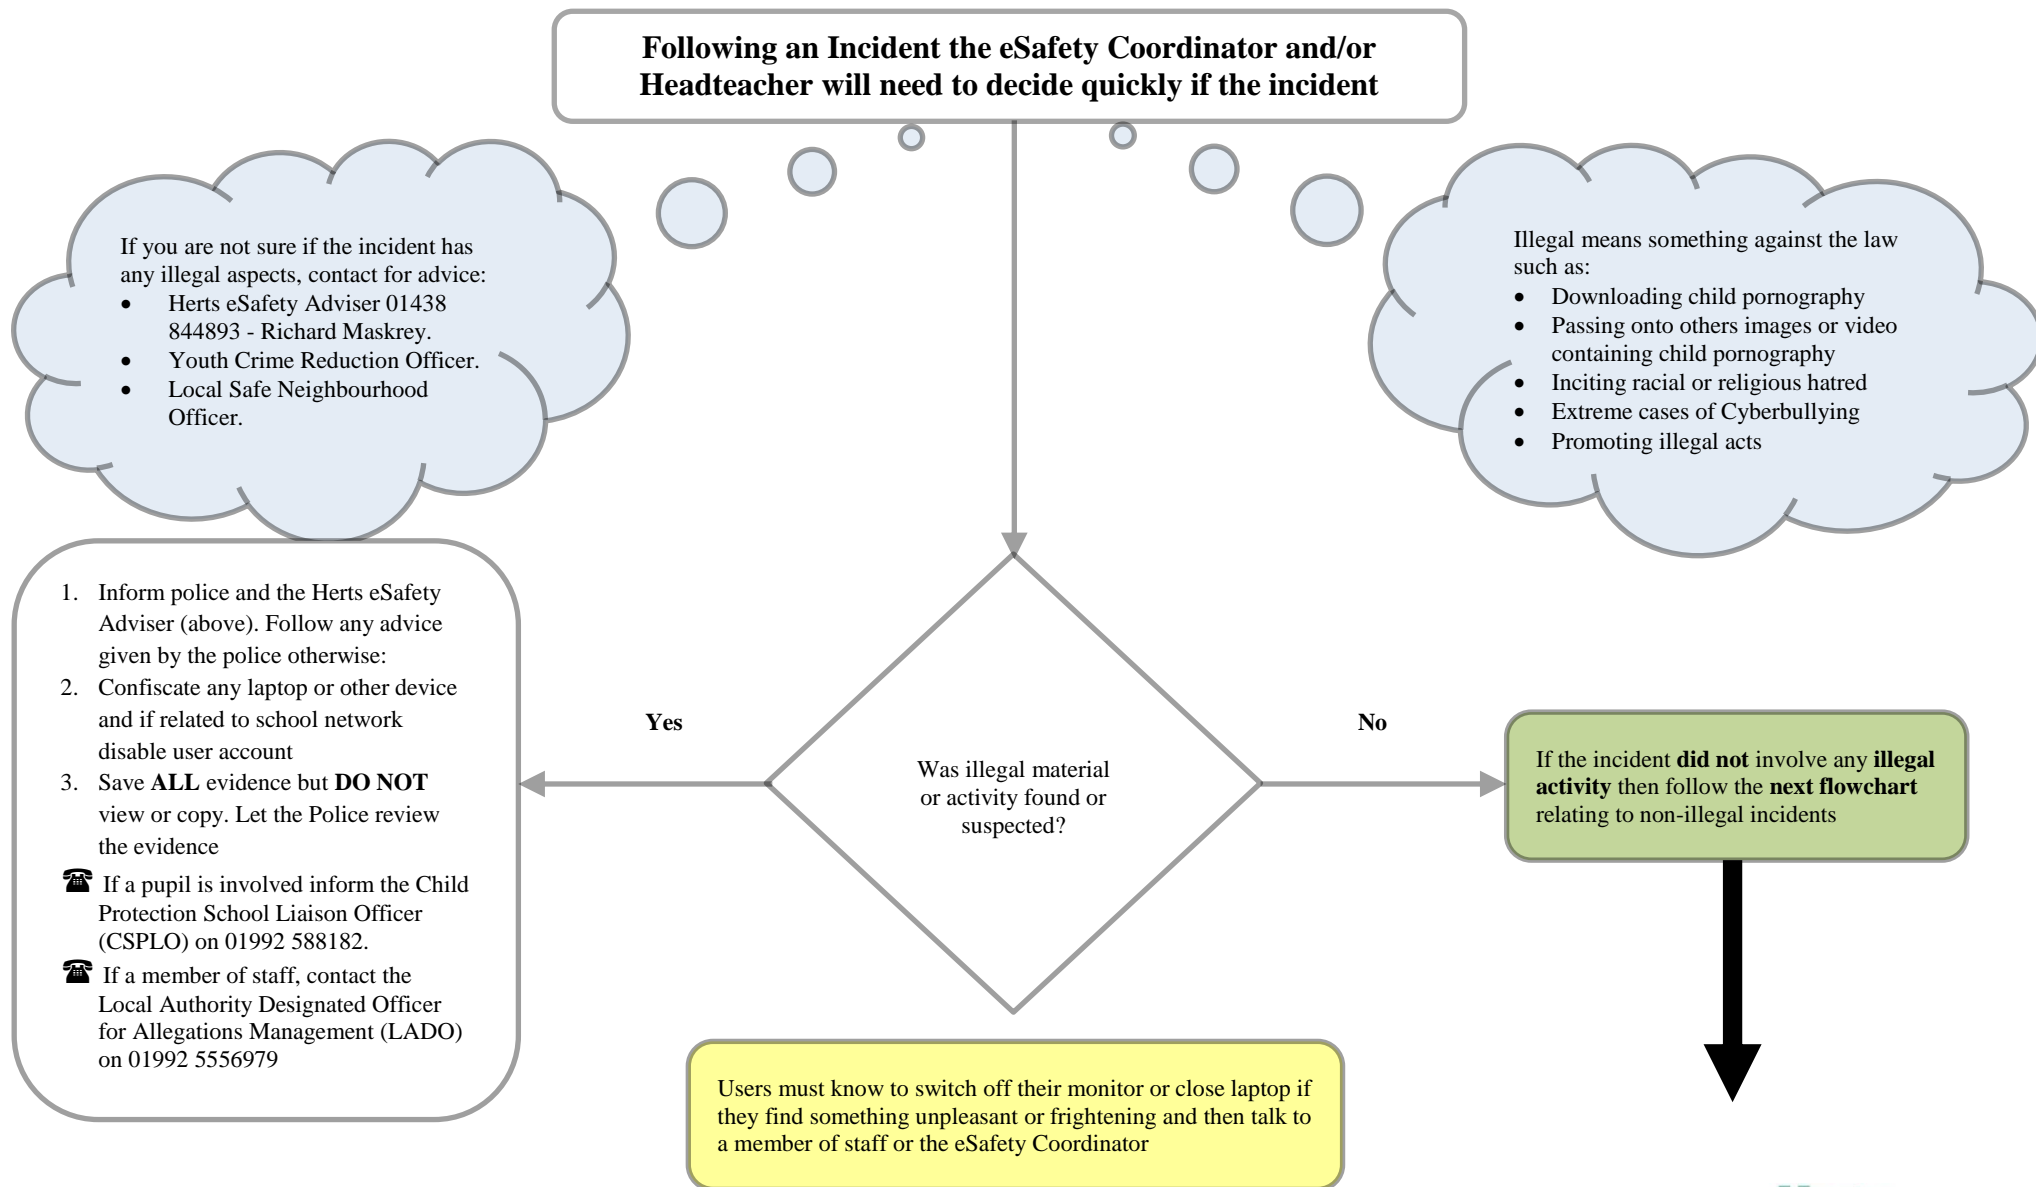 Following an Incident the eSafety Coordinator and/or
Headteacher will need to decide quickly if the incident
If you are not sure if the incident has
any illegal aspects, contact for advice:
• Herts eSafety Adviser 01438
844893 - Richard Maskrey.
• Youth Crime Reduction Officer.
• Local Safe Neighbourhood
Officer.
Illegal means something against the law
such as:
• Downloading child pornography
• Passing onto others images or video
containing child pornography
• Inciting racial or religious hatred
• Extreme cases of Cyberbullying
• Promoting illegal acts
1. Inform police and the Herts eSafety
Adviser (above). Follow any advice
given by the police otherwise:
2. Confiscate any laptop or other device
and if related to school network
disable user account
3. Save ALL evidence but DO NOT
view or copy. Let the Police review
the evidence
☎ If a pupil is involved inform the Child
Protection School Liaison Officer
(CSPLO) on 01992 588182.
☎ If a member of staff, contact the
Local Authority Designated Officer
for Allegations Management (LADO)
on 01992 5556979
Yes
Was illegal material
or activity found or
suspected?
No
If the incident did not involve any illegal
activity then follow the next flowchart
relating to non-illegal incidents
Users must know to switch off their monitor or close laptop if
they find something unpleasant or frightening and then talk to
a member of staff or the eSafety Coordinator